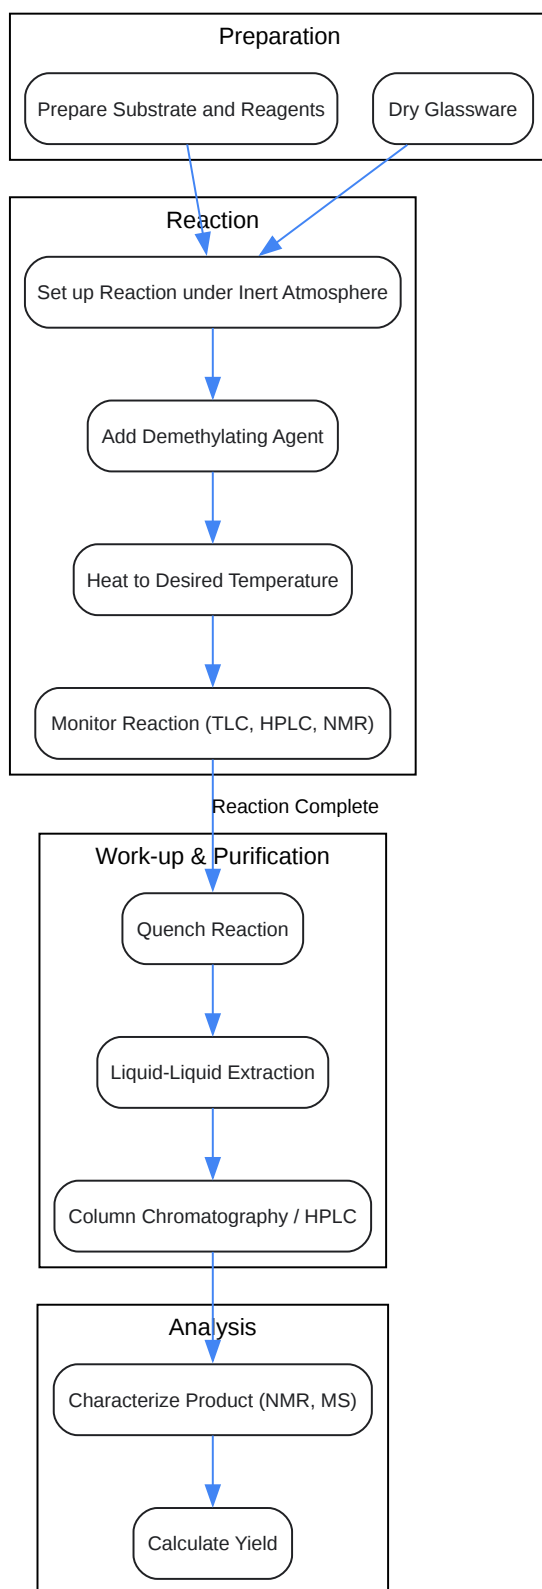 Preparation
Prepare Substrate and Reagents
Dry Glassware
Reaction
Set up Reaction under Inert Atmosphere
Add Demethylating Agent
Heat to Desired Temperature
Monitor Reaction (TLC, HPLC, NMR)
Reaction Complete
Work-up & Purification
Quench Reaction
Liquid-Liquid Extraction
Column Chromatography / HPLC
Analysis
Characterize Product (NMR, MS)
Calculate Yield